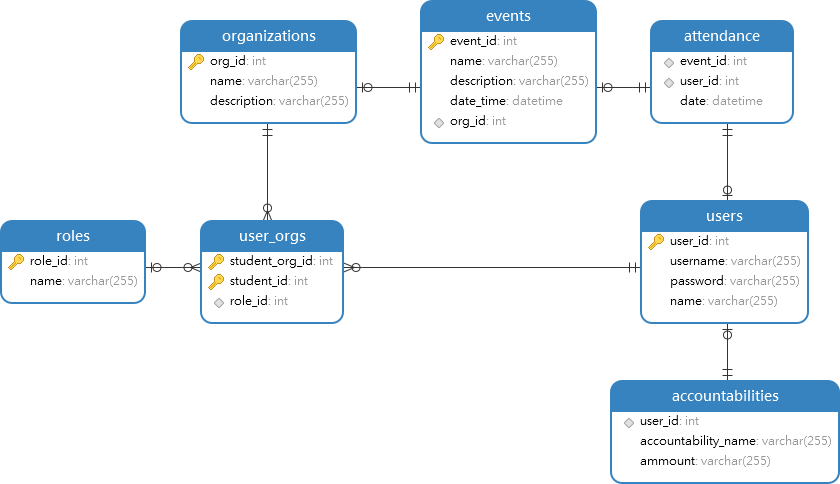 organizations
org_id: int
name: varchar(255)
description: varchar(255)
events
event_id: int
name: varchar(255)
description: varchar(255)
date_time: datetime
org_id: int
attendance
event_id: int
user_id: int
date: datetime
roles
role_id: int
name: varchar(255)
user_orgs
student_org_id: int
student_id: int
role_id: int
users
user_id: int
username: varchar(255)
password: varchar(255)
name: varchar(255)
accountabilities
user_id: int
accountability_name: varchar(255)
ammount: varchar(255)